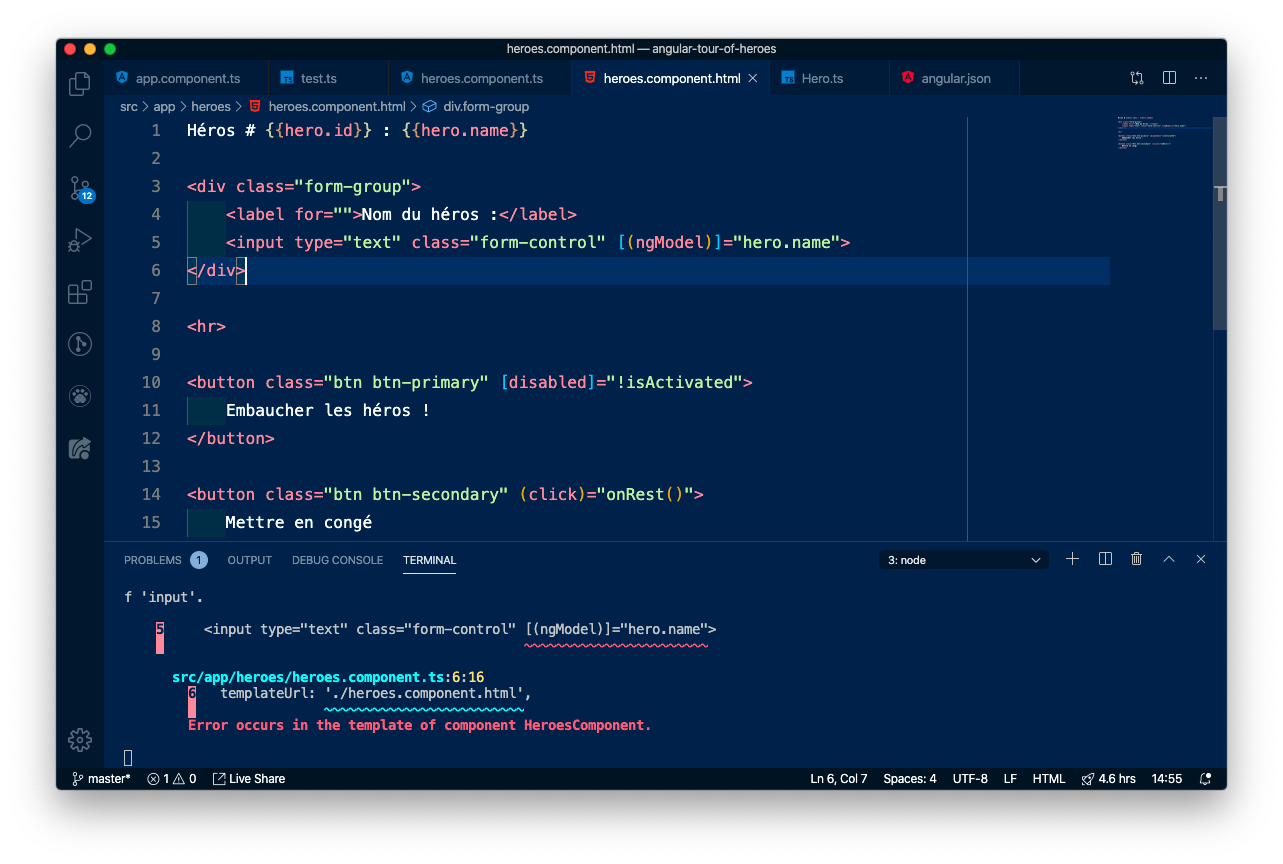 heroes.component.html — angular-tour-of-heroes
app.component.ts TS test.ts heroes.component.ts heroes.component.html TS Hero.ts angular.json
src > app > heroes > heroes.component.html > div.form-group
1 Héros # {{hero.id}} : {{hero.name}}
2
3 <div class="form-group">
4 <label for="">Nom du héros :</label>
5 <input type="text" class="form-control" [(ngModel)]="hero.name">
6 </div>
7
8 <hr>
9
10 <button class="btn btn-primary" [disabled]="!isActivated">
11 Embaucher les héros !
12 </button>
13
14 <button class="btn btn-secondary" (click)="onRest()">
15 Mettre en congé
12
PROBLEMS 1 OUTPUT DEBUG CONSOLE TERMINAL 3: node
f 'input'.
5 <input type="text" class="form-control" [(ngModel)]="hero.name">
src/app/heroes/heroes.component.ts:6:16
6 templateUrl: './heroes.component.html',
Error occurs in the template of component HeroesComponent.
master* 1 0 Live Share Ln 6, Col 7 Spaces: 4 UTF-8 LF HTML 4.6 hrs 14:55